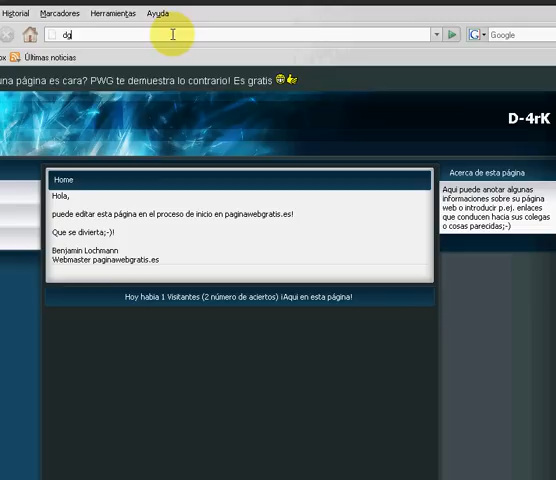 Historial Marcadores Herramientas Ayuda
dg
Google
Últimas noticias
una página es cara? PWG te demuestra lo contrario! Es gratis
D-4rK
Home
Hola,
puede editar esta página en el proceso de inicio en paginawebgratis.es!
Que se divierta;-)!
Benjamin Lochmann
Webmaster paginawebgratis.es
Hoy habia 1 Visitantes (2 número de aciertos) ¡Aqui en esta página!
Acerca de esta página
Aqui puede anotar algunas
informaciones sobre su página
web o introducir p.ej. enlaces
que conducen hacia sus colegas
o cosas parecidas;-)